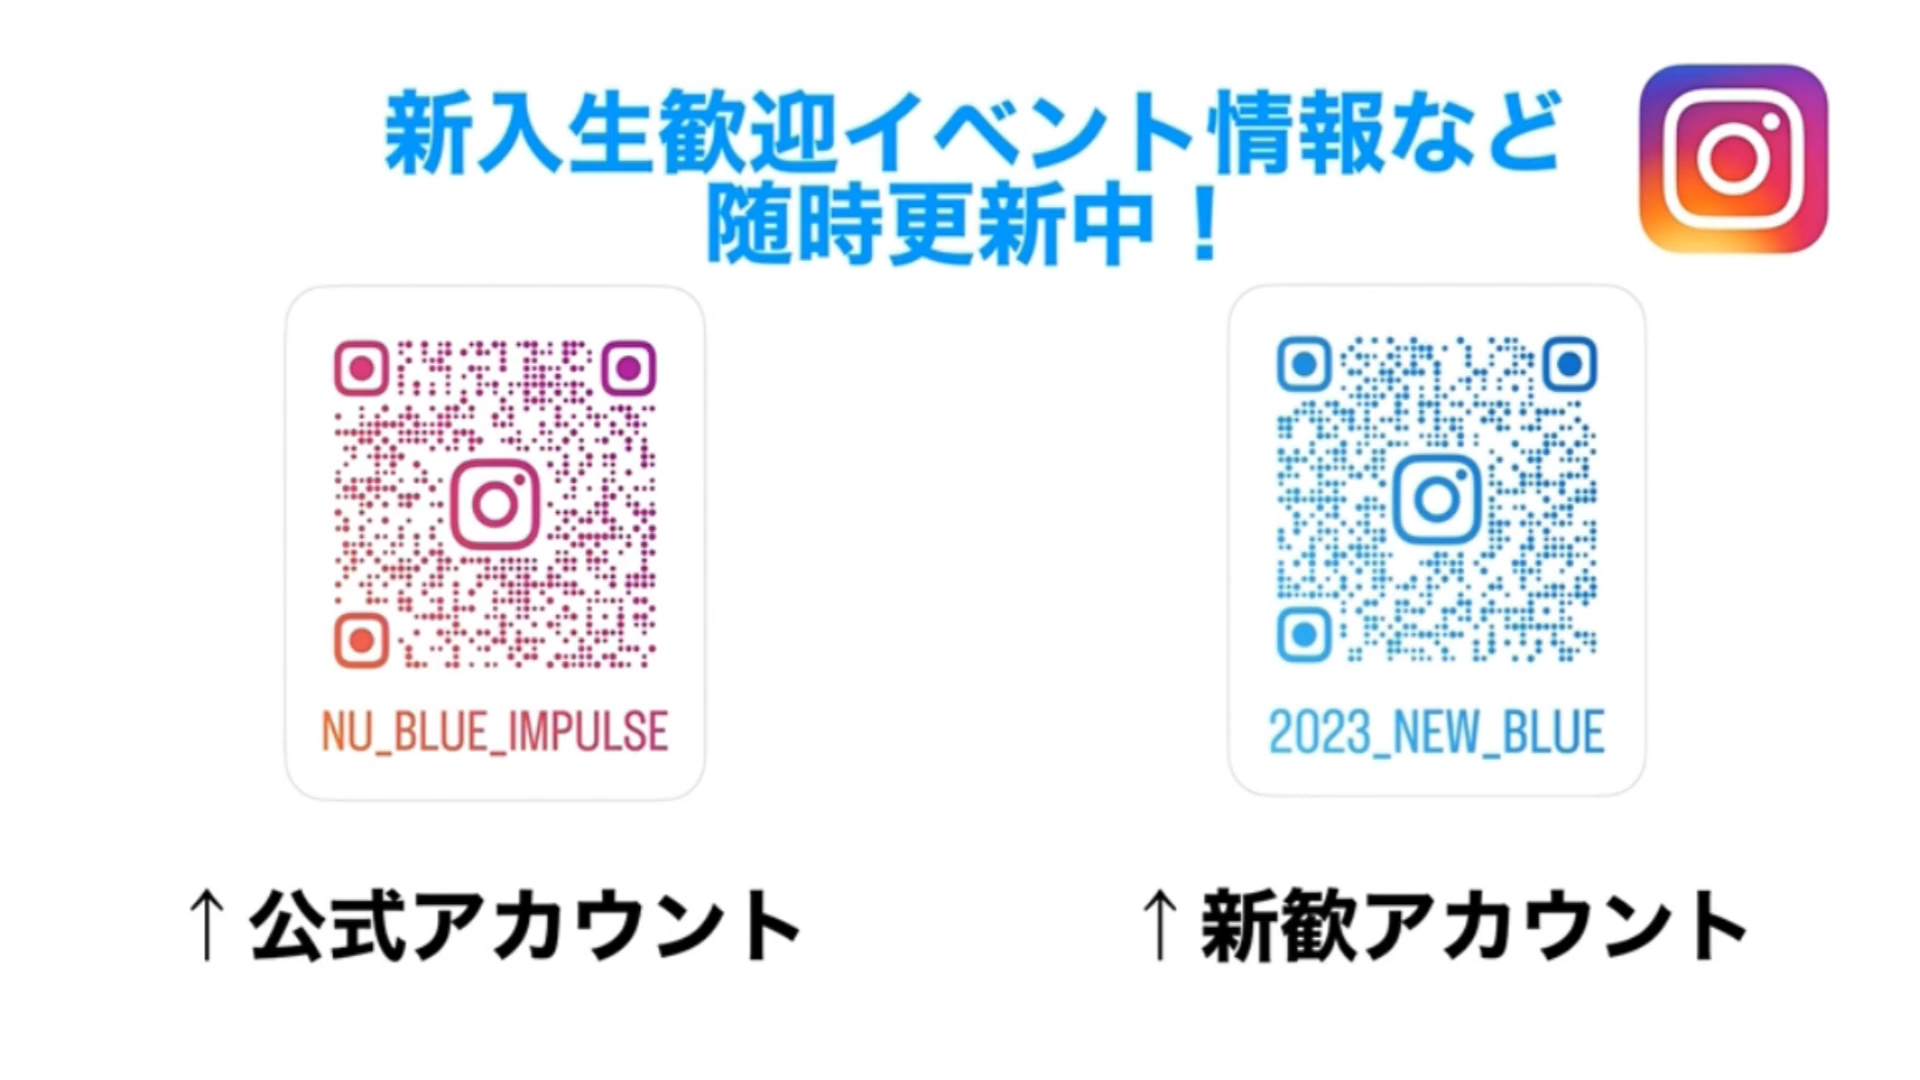 新入生歓迎イベント情報など
随時更新中！
NU_BLUE_IMPULSE
2023_NEW_BLUE
↑公式アカウント
↑新歓アカウント